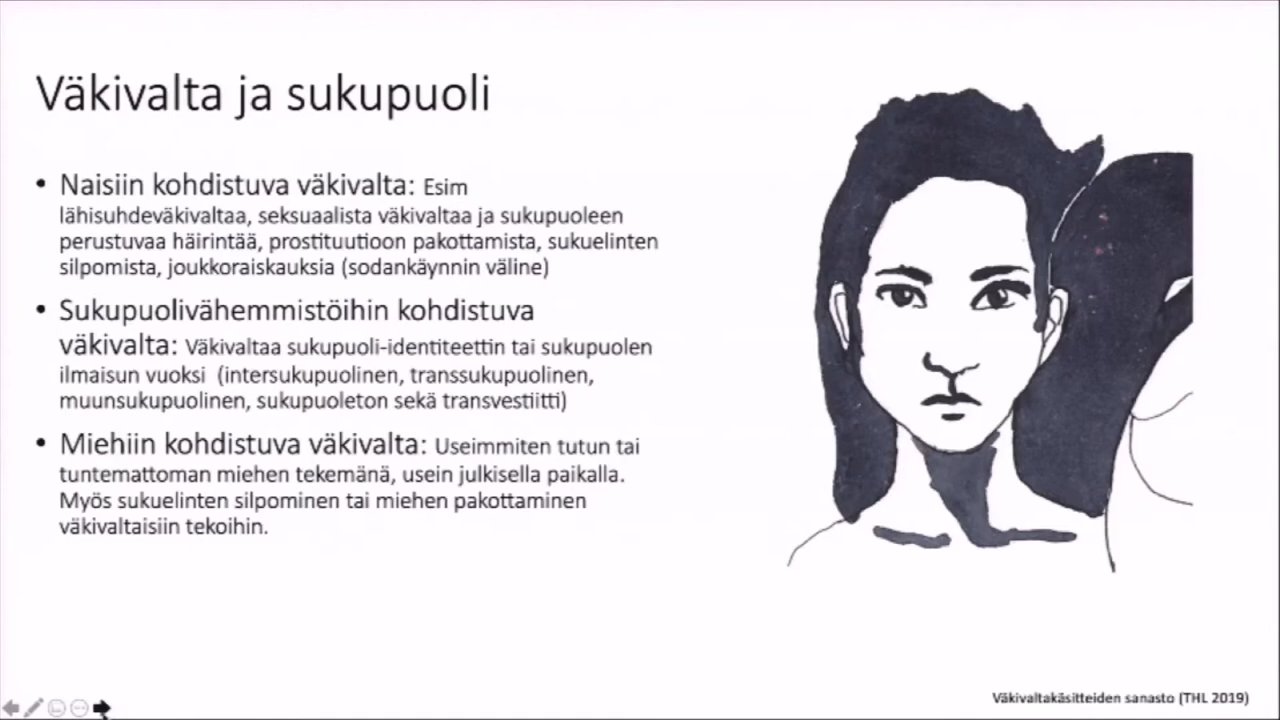 Väkivalta ja sukupuoli
• Naisiin kohdistuva väkivalta: Esim
lähisuhdeväkivaltaa, seksuaalista väkivaltaa ja sukupuoleen
perustuvaa häirintää, prostituutioon pakottamista, sukuelinten
silpomista, joukkoraiskauksia (sodankäynnin väline)
• Sukupuolivähemmistöihin kohdistuva
väkivalta: Väkivaltaa sukupuoli-identiteettin tai sukupuolen
ilmaisun vuoksi (intersukupuolinen, transsukupuolinen,
muunsukupuolinen, sukupuoleton sekä transvestiitti)
• Miehiin kohdistuva väkivalta: Useimmiten tutun tai
tuntemattoman miehen tekemänä, usein julkisella paikalla.
Myös sukuelinten silpominen tai miehen pakottaminen
väkivaltaisiin tekoihin.
Väkivaltakäsitteiden sanasto (THL 2019)